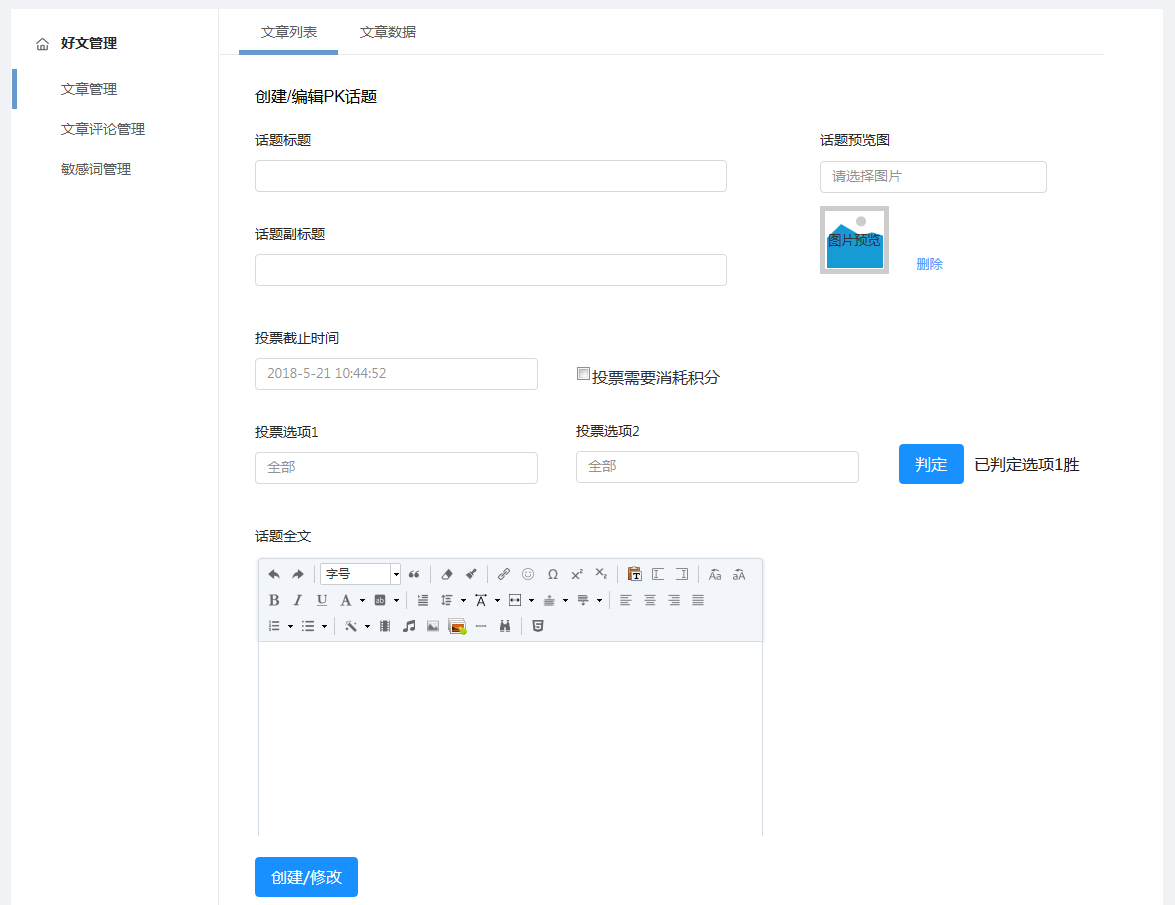 好文管理
文章管理
文章评论管理
敏感词管理
文章列表 文章数据
创建/编辑PK话题
话题标题
话题预览图
请选择图片
图片预览
删除
话题副标题
投票截止时间
2018-5-21 10:44:52
投票需要消耗积分
投票选项1
全部
投票选项2
全部
判定
已判定选项1胜
话题全文
字号
创建/修改